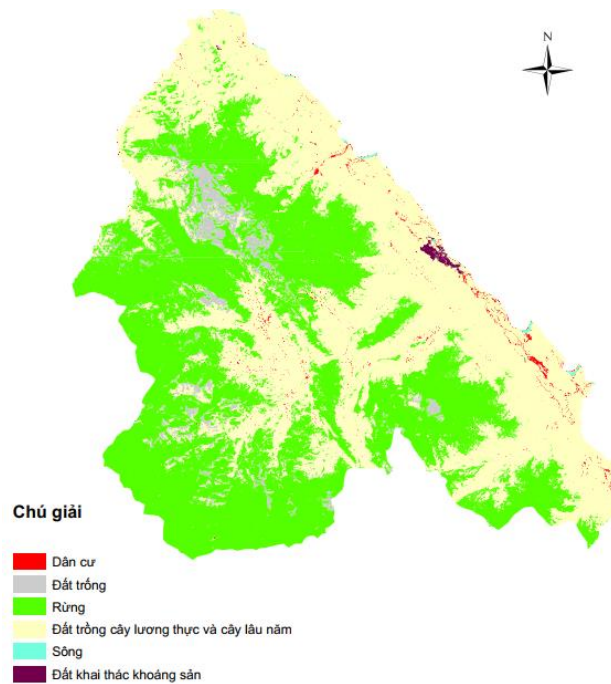 N
Chú giải
Dân cư
Đất trống
Rừng
Đất trồng cây lương thực và cây lâu năm
Sông
Đất khai thác khoáng sản